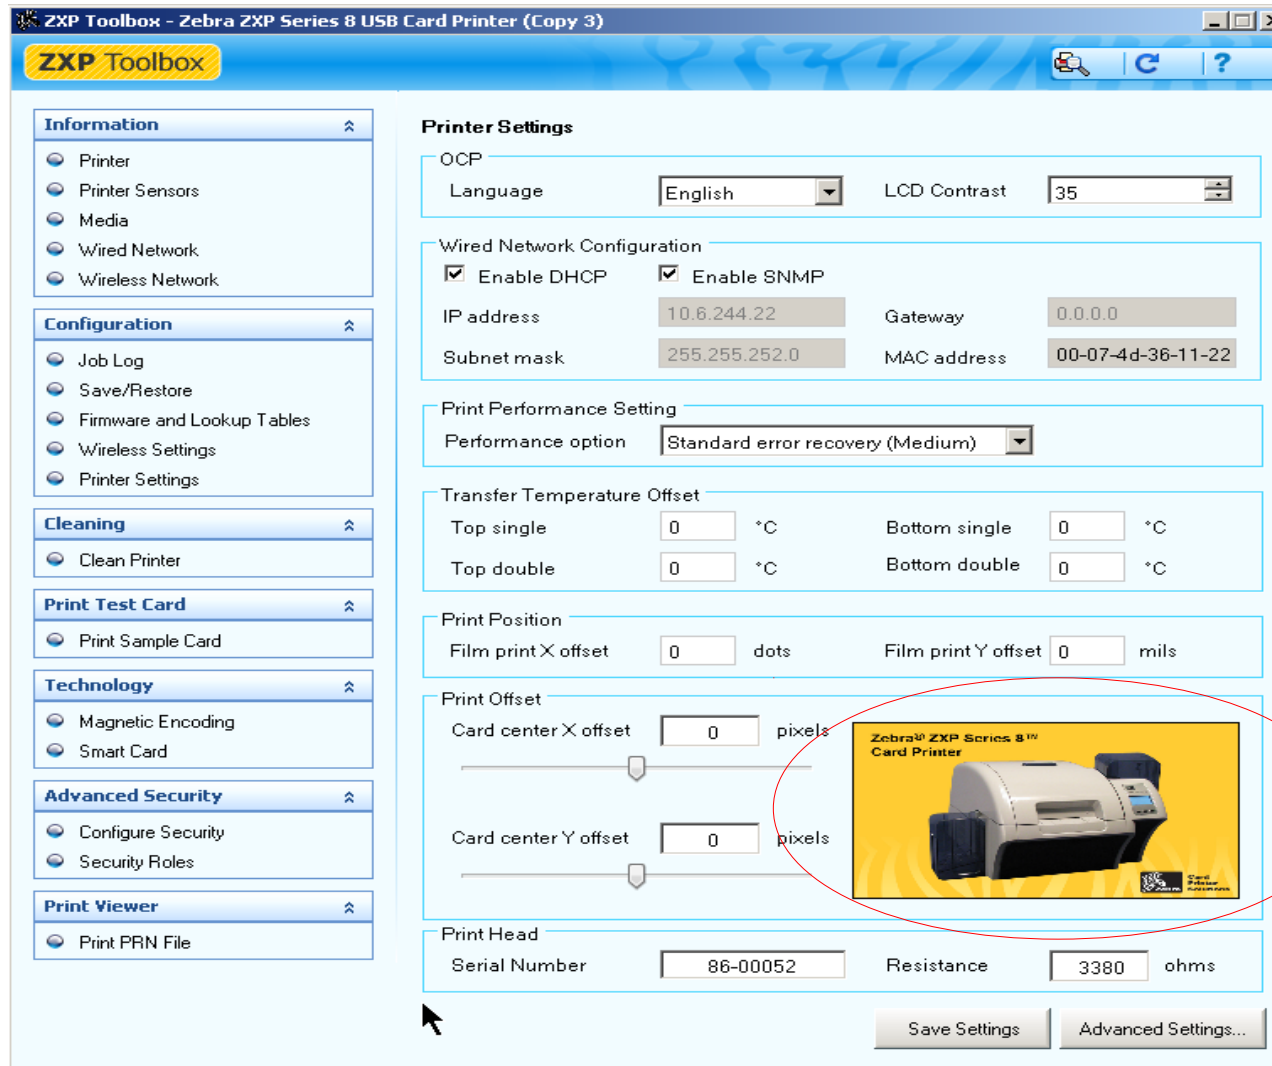 ZXP Toolbox - Zebra ZXP Series 8 USB Card Printer (Copy 3)
ZXP Toolbox
?
Information
Printer
Printer Sensors
Media
Wired Network
Wireless Network
Configuration
Job Log
Save/Restore
Firmware and Lookup Tables
Wireless Settings
Printer Settings
Cleaning
Clean Printer
Print Test Card
Print Sample Card
Technology
Magnetic Encoding
Smart Card
Advanced Security
Configure Security
Security Roles
Print Viewer
Print PRN File
Printer Settings
OCP
Language English LCD Contrast 35
Wired Network Configuration
Enable DHCP Enable SNMP
IP address 10.6.244.22 Gateway 0.0.0.0
Subnet mask 255.255.252.0 MAC address 00-07-4d-36-11-22
Print Performance Setting
Performance option Standard error recovery (Medium)
Transfer Temperature Offset
Top single 0 °C Bottom single 0 °C
Top double 0 °C Bottom double 0 °C
Print Position
Film print X offset 0 dots Film print Y offset 0 mils
Print Offset
Card center X offset 0 pixels
Card center Y offset 0 pixels
Zebra® ZXP Series 8™
Card Printer
Card
Printer
Solutions
Print Head
Serial Number 86-00052 Resistance 3380 ohms
Save Settings Advanced Settings...